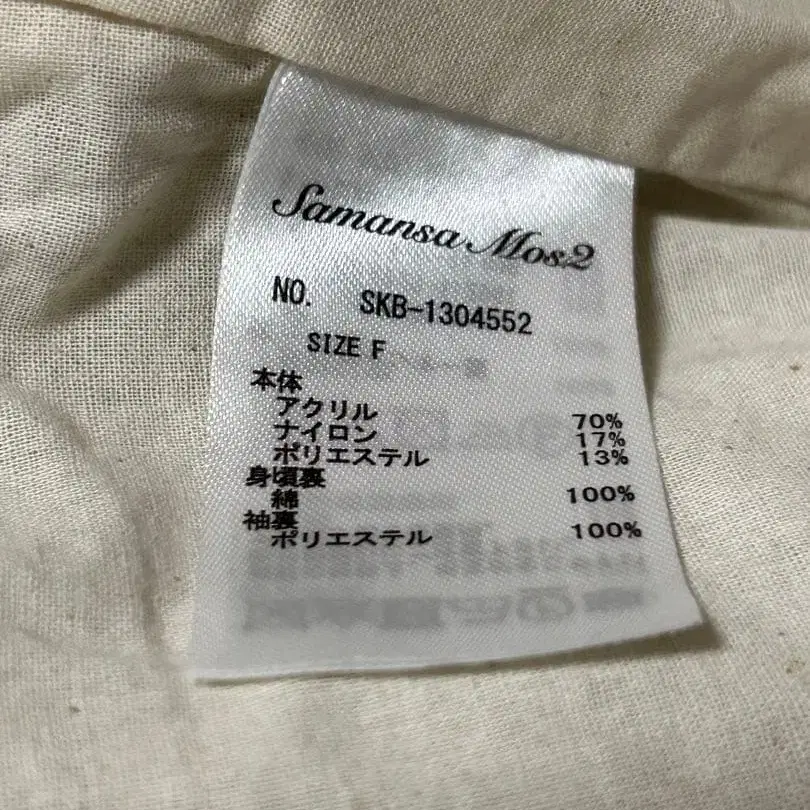 Samansa Mos2
NO. SKB-1304552
SIZE F
本体
アクリル 70%
ナイロン 17%
ポリエステル 13%
身頃裏
綿 100%
袖裏
ポリエステル 100%